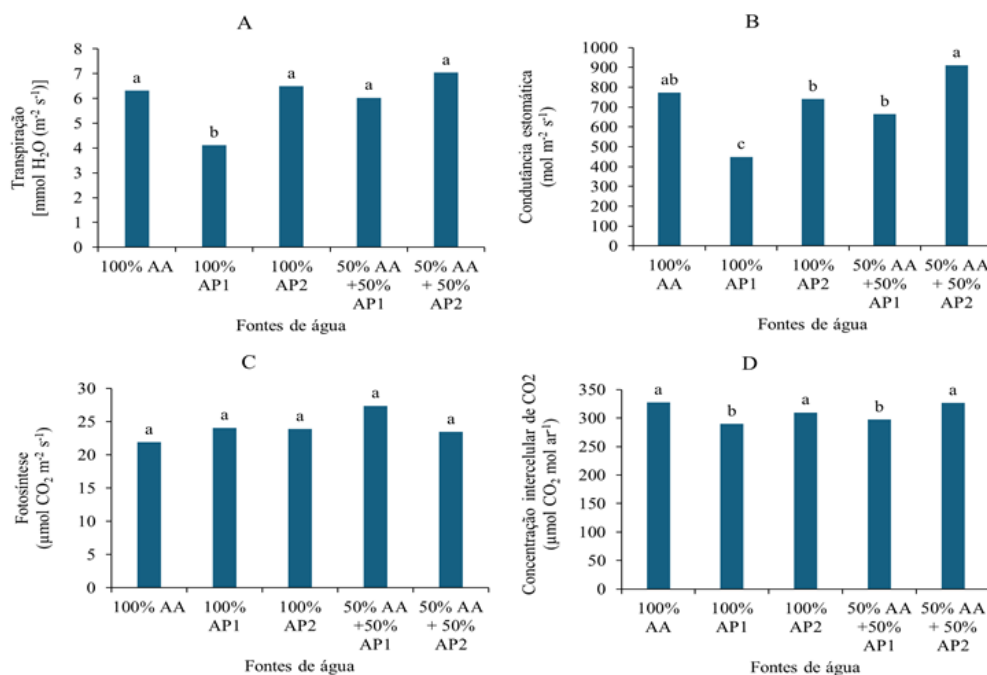 A
Transpiração
[mmol H₂O (m⁻² s⁻¹)]
8
7
6
5
4
3
2
1
0
a
b
a
a
a
100% AA
100%
AP1
100%
AP2
50% AA
+50%
AP1
50% AA
+ 50%
AP2
Fontes de água
B
Condutância estomática
(mol m⁻² s⁻¹)
1000
900
800
700
600
500
400
300
200
100
0
ab
c
b
b
a
100%
AA
100%
AP1
100%
AP2
50% AA
+50%
AP1
50% AA
+ 50%
AP2
Fontes de água
C
Fotosíntese
(µmol CO₂ m⁻² s⁻¹)
30
25
20
15
10
5
0
a
a
a
a
a
100% AA
100%
AP1
100%
AP2
50% AA
+50%
AP1
50% AA
+ 50%
AP2
Fontes de água
D
Concentração intercelular de CO2
(µmol CO₂ mol ar⁻¹)
350
300
250
200
150
100
50
0
a
b
a
b
a
100%
AA
100%
AP1
100%
AP2
50% AA
+50%
AP1
50% AA
+ 50%
AP2
Fontes de água